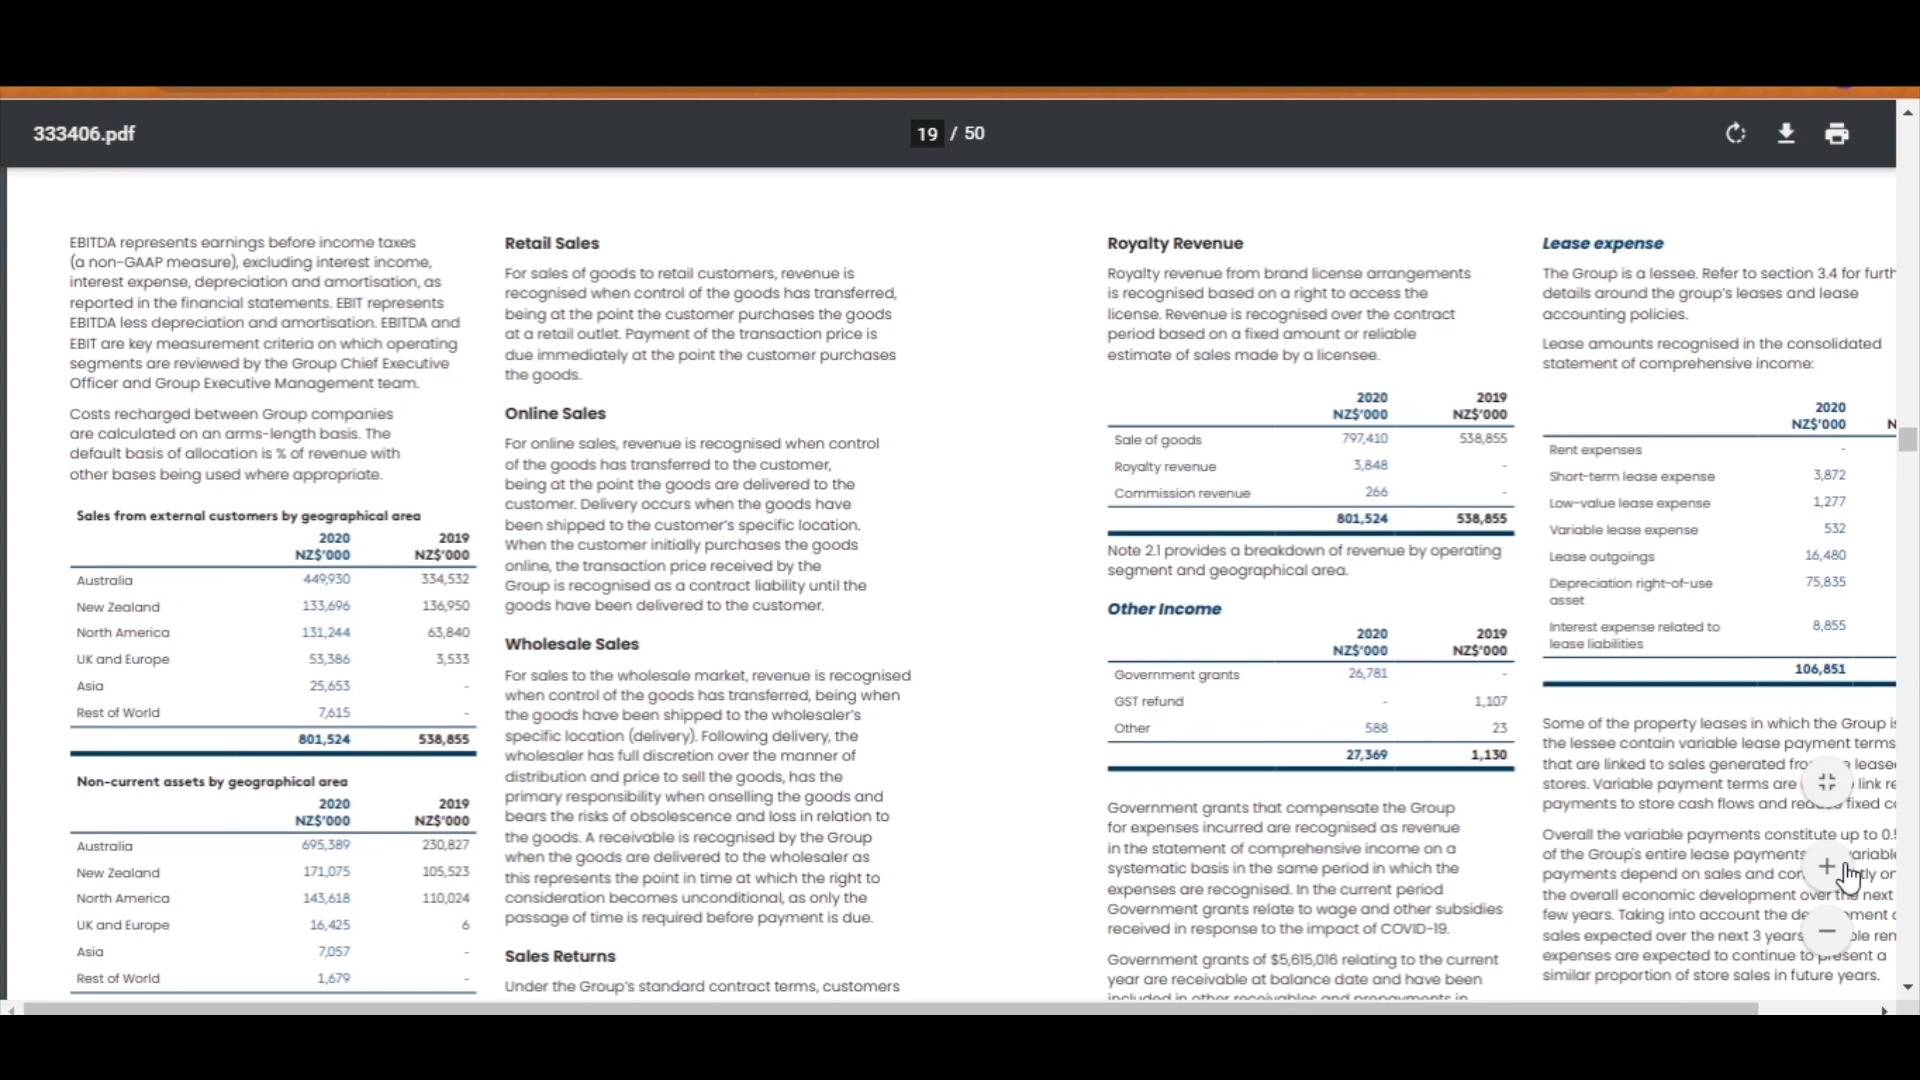 333406.pdf
19 / 50
EBITDA represents earnings before income taxes
(a non-GAAP measure), excluding interest income,
interest expense, depreciation and amortisation, as
reported in the financial statements. EBIT represents
EBITDA less depreciation and amortisation. EBITDA and
EBIT are key measurement criteria on which operating
segments are reviewed by the Group Chief Executive
Officer and Group Executive Management team.
Costs recharged between Group companies
are calculated on an arms-length basis. The
default basis of allocation is % of revenue with
other bases being used where appropriate.
Sales from external customers by geographical area
2020 2019
NZ$'000 NZ$'000
Australia 449,930 334,532
New Zealand 133,696 136,950
North America 131,244 63,840
UK and Europe 53,386 3,533
Asia 25,653 -
Rest of World 7,615 -
801,524 538,855
Non-current assets by geographical area
2020 2019
NZ$'000 NZ$'000
Australia 695,389 230,827
New Zealand 171,075 105,523
North America 143,618 110,024
UK and Europe 16,425 6
Asia 7,057 -
Rest of World 1,679 -
Retail Sales
For sales of goods to retail customers, revenue is
recognised when control of the goods has transferred,
being at the point the customer purchases the goods
at a retail outlet. Payment of the transaction price is
due immediately at the point the customer purchases
the goods.
Online Sales
For online sales, revenue is recognised when control
of the goods has transferred to the customer,
being at the point the goods are delivered to the
customer. Delivery occurs when the goods have
been shipped to the customer's specific location.
When the customer initially purchases the goods
online, the transaction price received by the
Group is recognised as a contract liability until the
goods have been delivered to the customer.
Wholesale Sales
For sales to the wholesale market, revenue is recognised
when control of the goods has transferred, being when
the goods have been shipped to the wholesaler's
specific location (delivery). Following delivery, the
wholesaler has full discretion over the manner of
distribution and price to sell the goods, has the
primary responsibility when onselling the goods and
bears the risks of obsolescence and loss in relation to
the goods. A receivable is recognised by the Group
when the goods are delivered to the wholesaler as
this represents the point in time at which the right to
consideration becomes unconditional, as only the
passage of time is required before payment is due.
Sales Returns
Under the Group's standard contract terms, customers
Royalty Revenue
Royalty revenue from brand license arrangements
is recognised based on a right to access the
license. Revenue is recognised over the contract
period based on a fixed amount or reliable
estimate of sales made by a licensee.
2020 2019
NZ$'000 NZ$'000
Sale of goods 797,410 538,855
Royalty revenue 3,848 -
Commission revenue 266 -
801,524 538,855
Note 2.1 provides a breakdown of revenue by operating
segment and geographical area.
Other Income
2020 2019
NZ$'000 NZ$'000
Government grants 26,781 -
GST refund - 1,107
Other 588 23
27,369 1,130
Government grants that compensate the Group
for expenses incurred are recognised as revenue
in the statement of comprehensive income on a
systematic basis in the same period in which the
expenses are recognised. In the current period
Government grants relate to wage and other subsidies
received in response to the impact of COVID-19.
Government grants of $5,615,016 relating to the current
year are receivable at balance date and have been
included in other receivables and prepayments in
Lease expense
The Group is a lessee. Refer to section 3.4 for furth
details around the group's leases and lease
accounting policies.
Lease amounts recognised in the consolidated
statement of comprehensive income:
2020
NZ$'000 N
Rent expenses -
Short-term lease expense 3,872
Low-value lease expense 1,277
Variable lease expense 532
Lease outgoings 16,480
Depreciation right-of-use
asset 75,835
Interest expense related to
lease liabilities 8,855
106,851
Some of the property leases in which the Group is
the lessee contain variable lease payment terms
that are linked to sales generated lease
stores. Variable payment terms are link re
payments to store cash flows and fixed co
Overall the variable payments constitute up to 0.5
of the Group's entire lease payments
payments depend on sales and on
the overall economic development over the next
few years. Taking into account the
sales expected over the next 3 years ren
expenses are expected to continue to present a
similar proportion of store sales in future years.